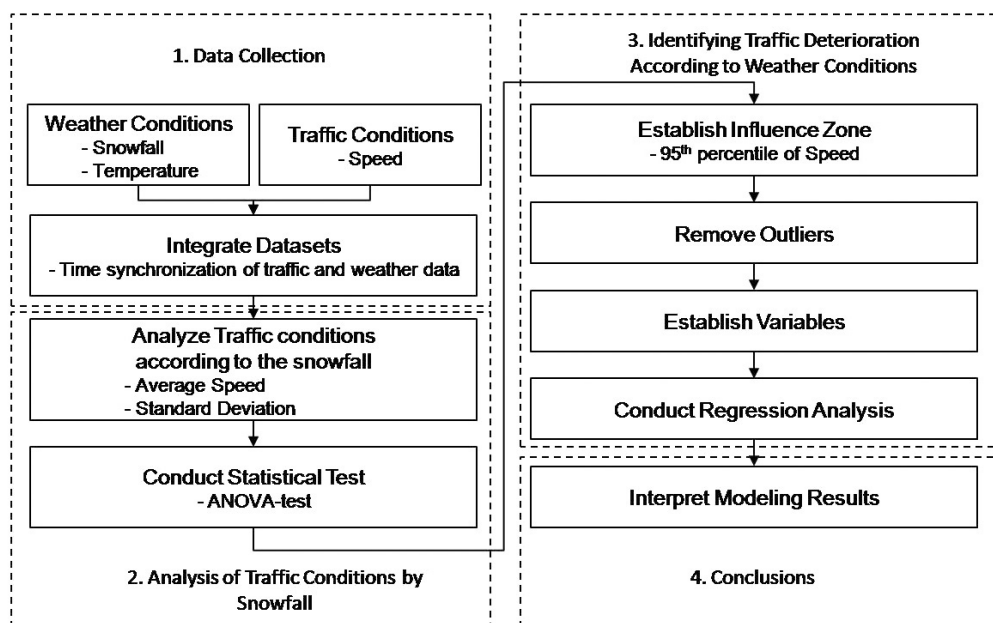 1. Data Collection
Weather Conditions
- Snowfall
- Temperature
Traffic Conditions
- Speed
Integrate Datasets
- Time synchronization of traffic and weather data
Analyze Traffic conditions
according to the snowfall
- Average Speed
- Standard Deviation
Conduct Statistical Test
- ANOVA-test
2. Analysis of Traffic Conditions by
Snowfall
3. Identifying Traffic Deterioration
According to Weather Conditions
Establish Influence Zone
- 95th percentile of Speed
Remove Outliers
Establish Variables
Conduct Regression Analysis
Interpret Modeling Results
4. Conclusions